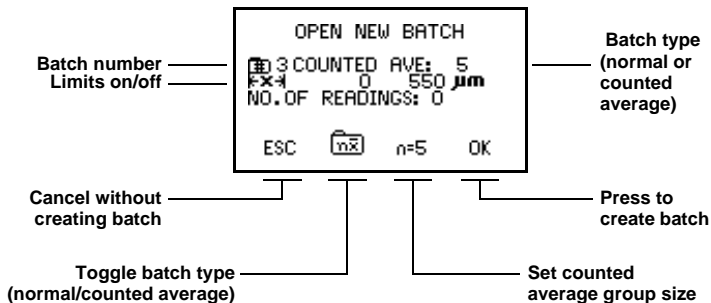 OPEN NEW BATCH
Batch number
Limits on/off
# 3 COUNTED AVE: 5
0 550 µm
NO.OF READINGS: 0
Batch type
(normal or
counted
average)
ESC nx̄ n=5 OK
Cancel without
creating batch
Press to
create batch
Toggle batch type
(normal/counted average)
Set counted
average group size